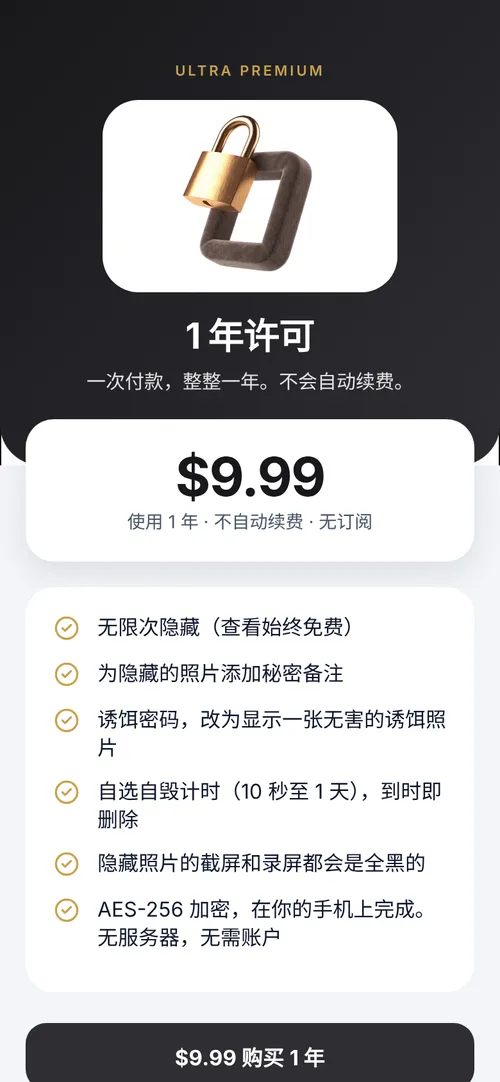 ULTRA PREMIUM
1 年许可
一次付款，整整一年。不会自动续费。
$9.99
使用 1 年 · 不自动续费 · 无订阅
无限次隐藏（查看始终免费）
为隐藏的照片添加秘密备注
诱饵密码，改为显示一张无害的诱饵照
片
自选自毁计时（10 秒至 1 天），到时即
删除
隐藏照片的截屏和录屏都会是全黑的
AES-256 加密，在你的手机上完成。
无服务器，无需账户
$9.99 购买 1 年